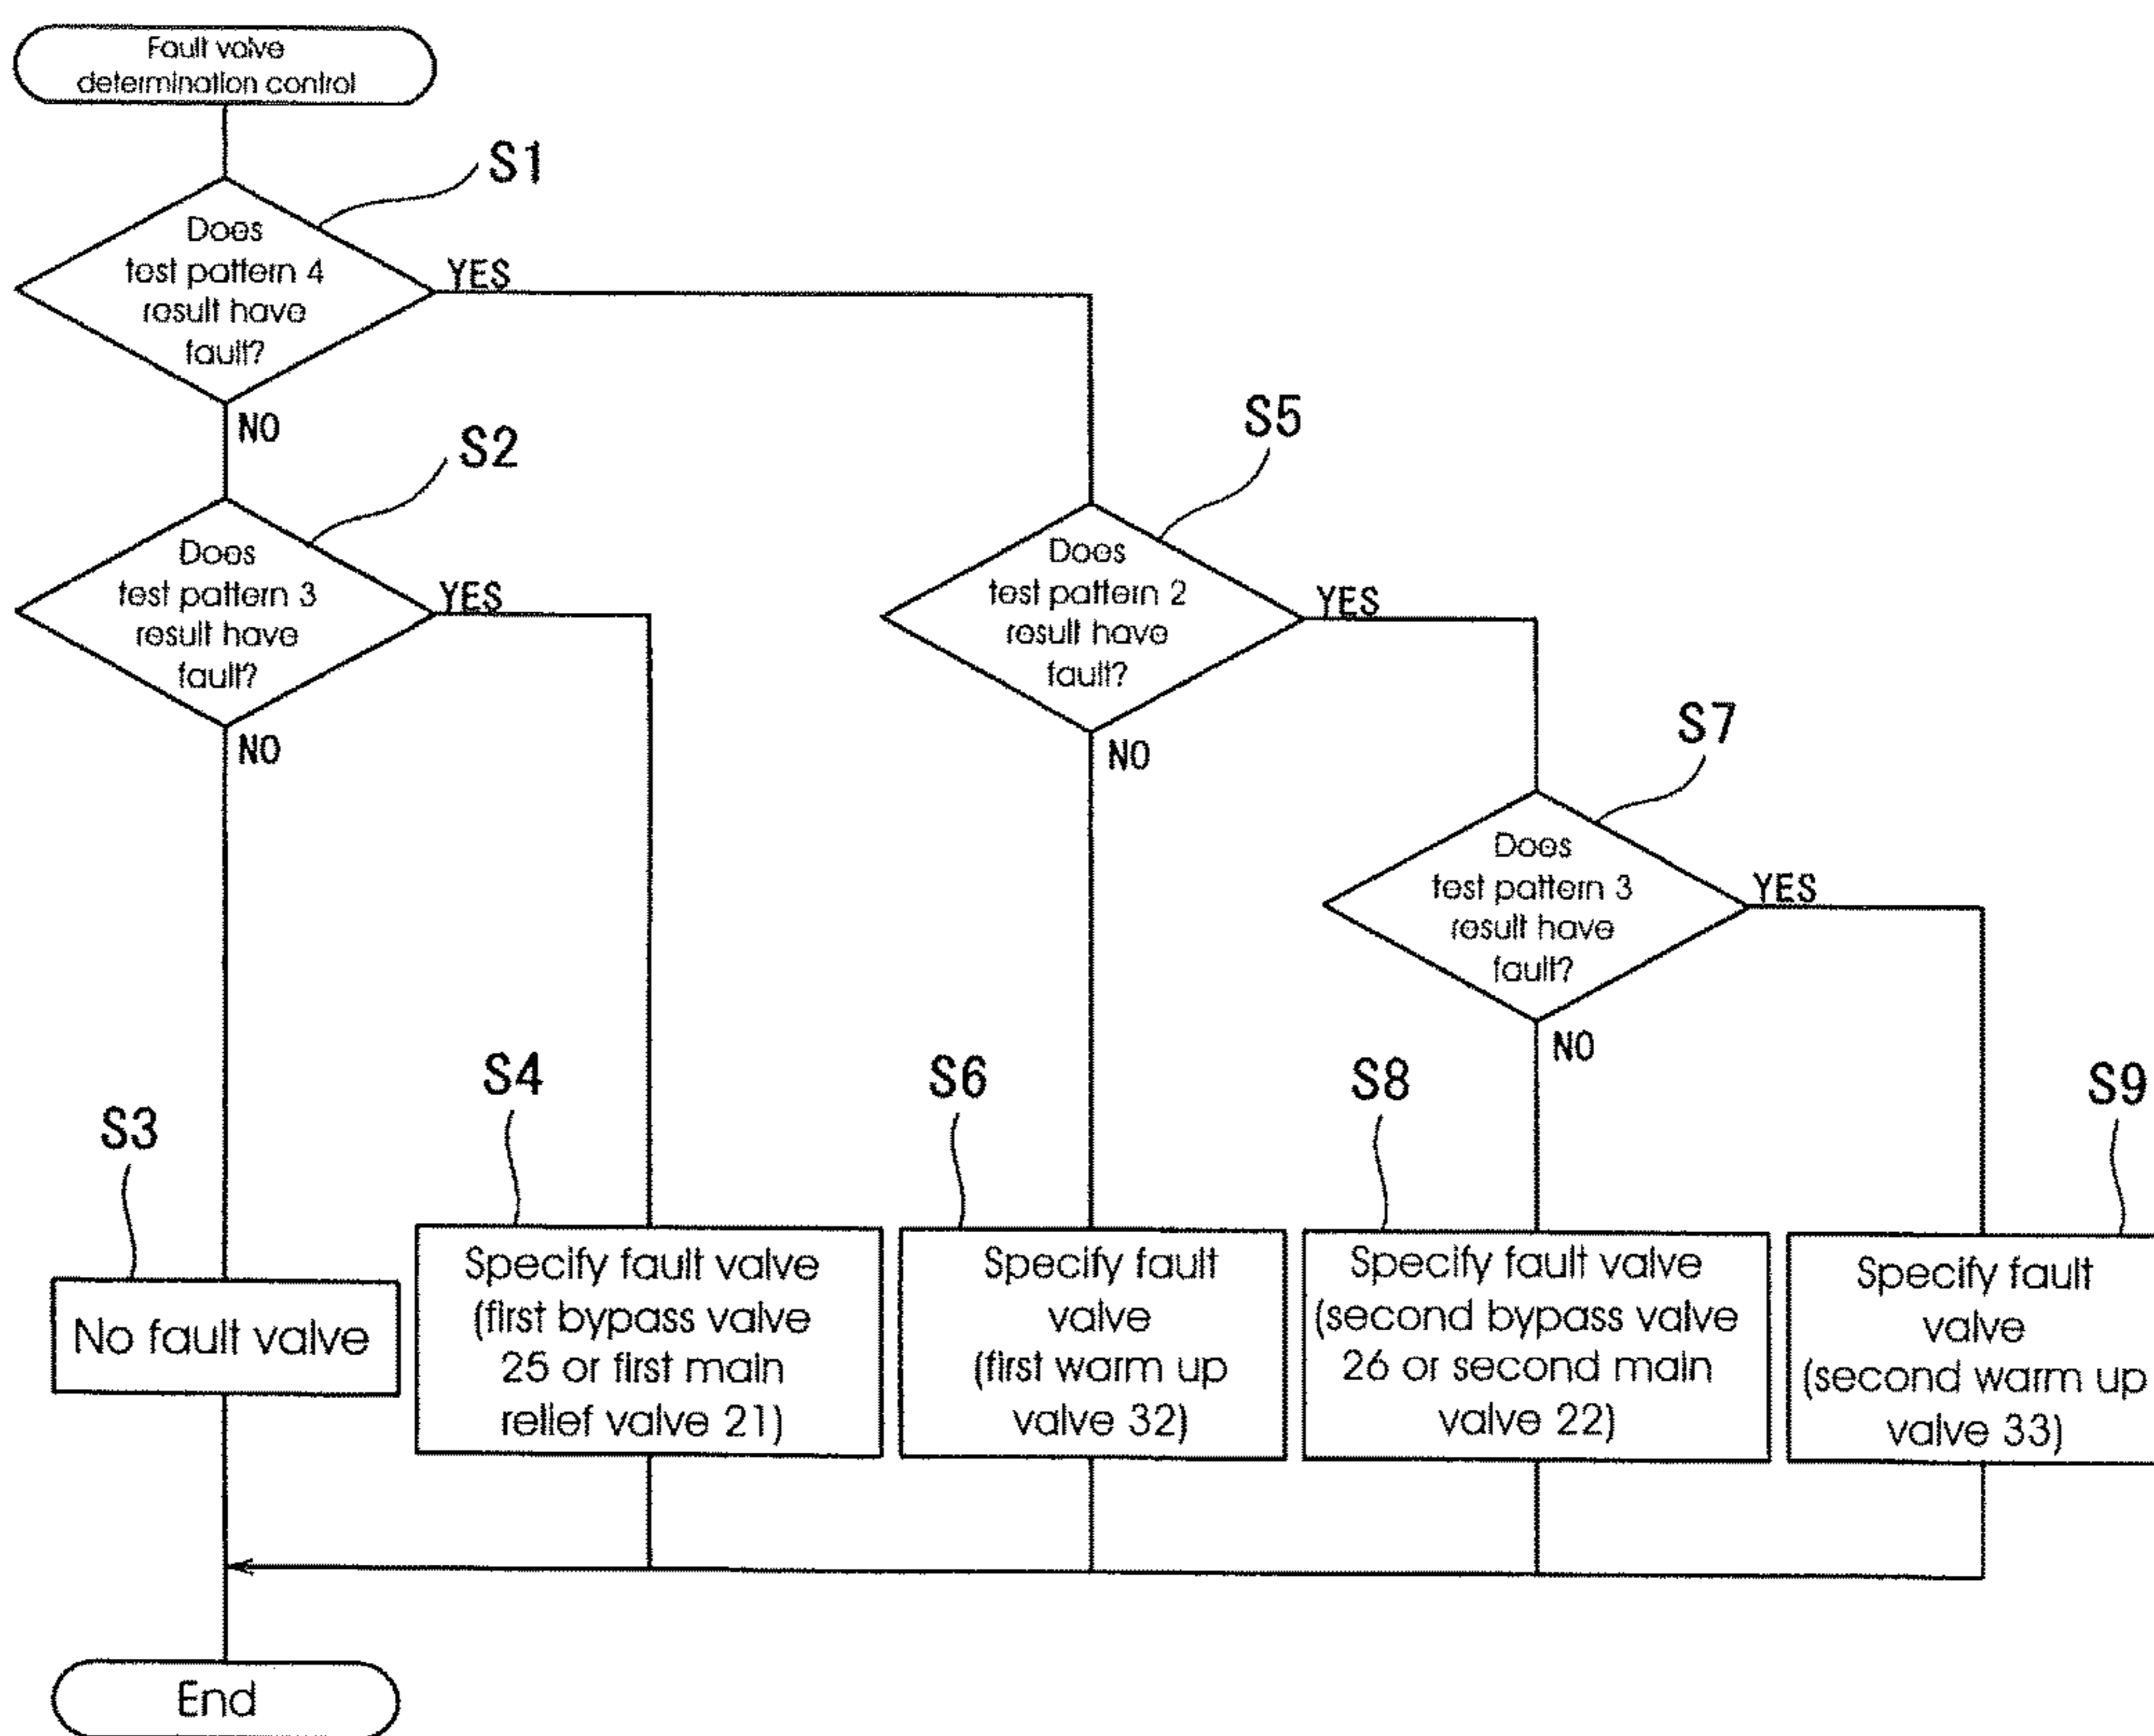 Fault valve
determination control
S1
Does
test pattern 4
result have
fault?
YES
NO
S2
Does
test pattern 3
result have
fault?
YES
NO
S5
Does
test pattern 2
result have
fault?
YES
NO
S7
Does
test pattern 3
result have
fault?
YES
NO
S3
No fault valve
S4
Specify fault valve
(first bypass valve
25 or first main
relief valve 21)
S6
Specify fault
valve
(first warm up
valve 32)
S8
Specify fault valve
(second bypass valve
26 or second main
valve 22)
S9
Specify fault
valve
(second warm up
valve 33)
End